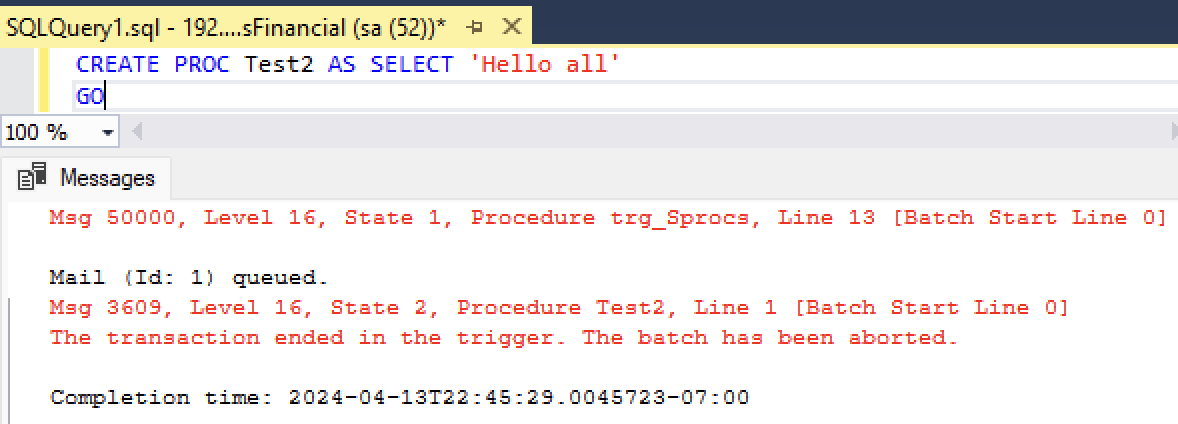 SQLQuery1.sql - 192....sFinancial (sa (52))*
CREATE PROC Test2 AS SELECT 'Hello all'
GO
100 %
Messages
Msg 50000, Level 16, State 1, Procedure trg_Sprocs, Line 13 [Batch Start Line 0]
Mail (Id: 1) queued.
Msg 3609, Level 16, State 2, Procedure Test2, Line 1 [Batch Start Line 0]
The transaction ended in the trigger. The batch has been aborted.
Completion time: 2024-04-13T22:45:29.0045723-07:00